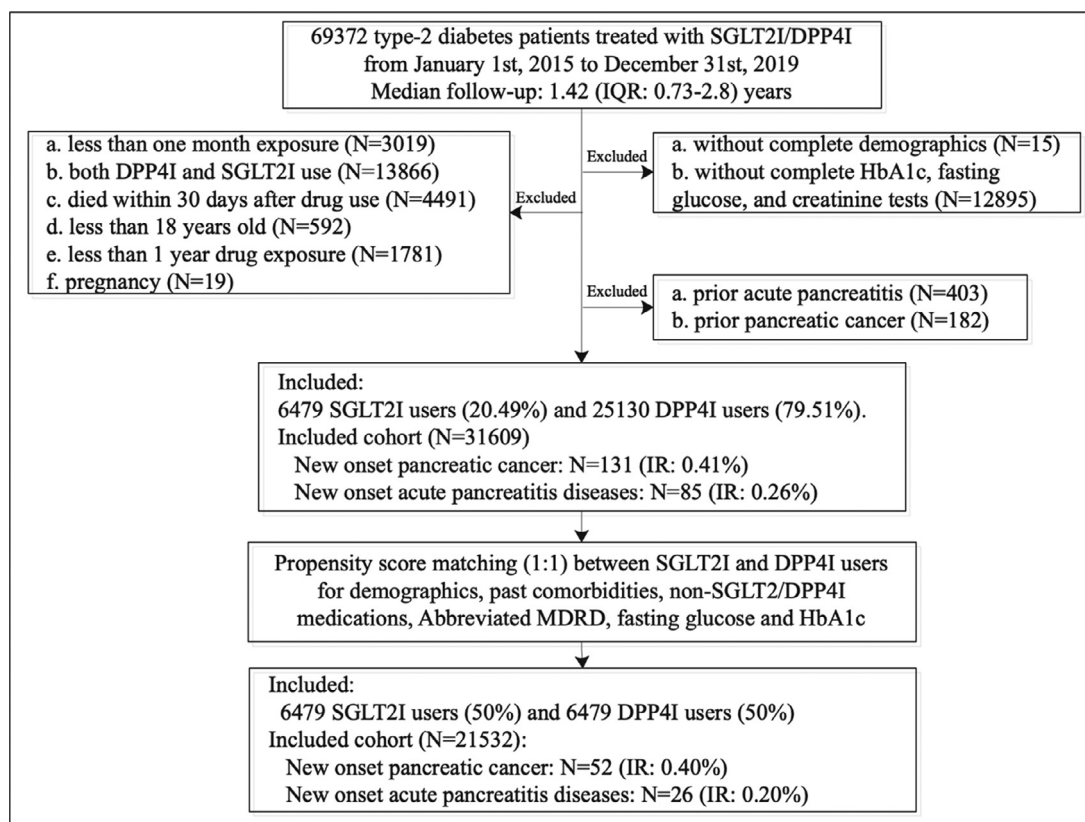 69372 type-2 diabetes patients treated with SGLT2I/DPP4I
from January 1st, 2015 to December 31st, 2019
Median follow-up: 1.42 (IQR: 0.73-2.8) years
a. less than one month exposure (N=3019)
b. both DPP4I and SGLT2I use (N=13866)
c. died within 30 days after drug use (N=4491)
d. less than 18 years old (N=592)
e. less than 1 year drug exposure (N=1781)
f. pregnancy (N=19)
Excluded
Excluded
a. without complete demographics (N=15)
b. without complete HbA1c, fasting
glucose, and creatinine tests (N=12895)
Excluded
a. prior acute pancreatitis (N=403)
b. prior pancreatic cancer (N=182)
Included:
6479 SGLT2I users (20.49%) and 25130 DPP4I users (79.51%).
Included cohort (N=31609)
New onset pancreatic cancer: N=131 (IR: 0.41%)
New onset acute pancreatitis diseases: N=85 (IR: 0.26%)
Propensity score matching (1:1) between SGLT2I and DPP4I users
for demographics, past comorbidities, non-SGLT2/DPP4I
medications, Abbreviated MDRD, fasting glucose and HbA1c
Included:
6479 SGLT2I users (50%) and 6479 DPP4I users (50%)
Included cohort (N=21532):
New onset pancreatic cancer: N=52 (IR: 0.40%)
New onset acute pancreatitis diseases: N=26 (IR: 0.20%)